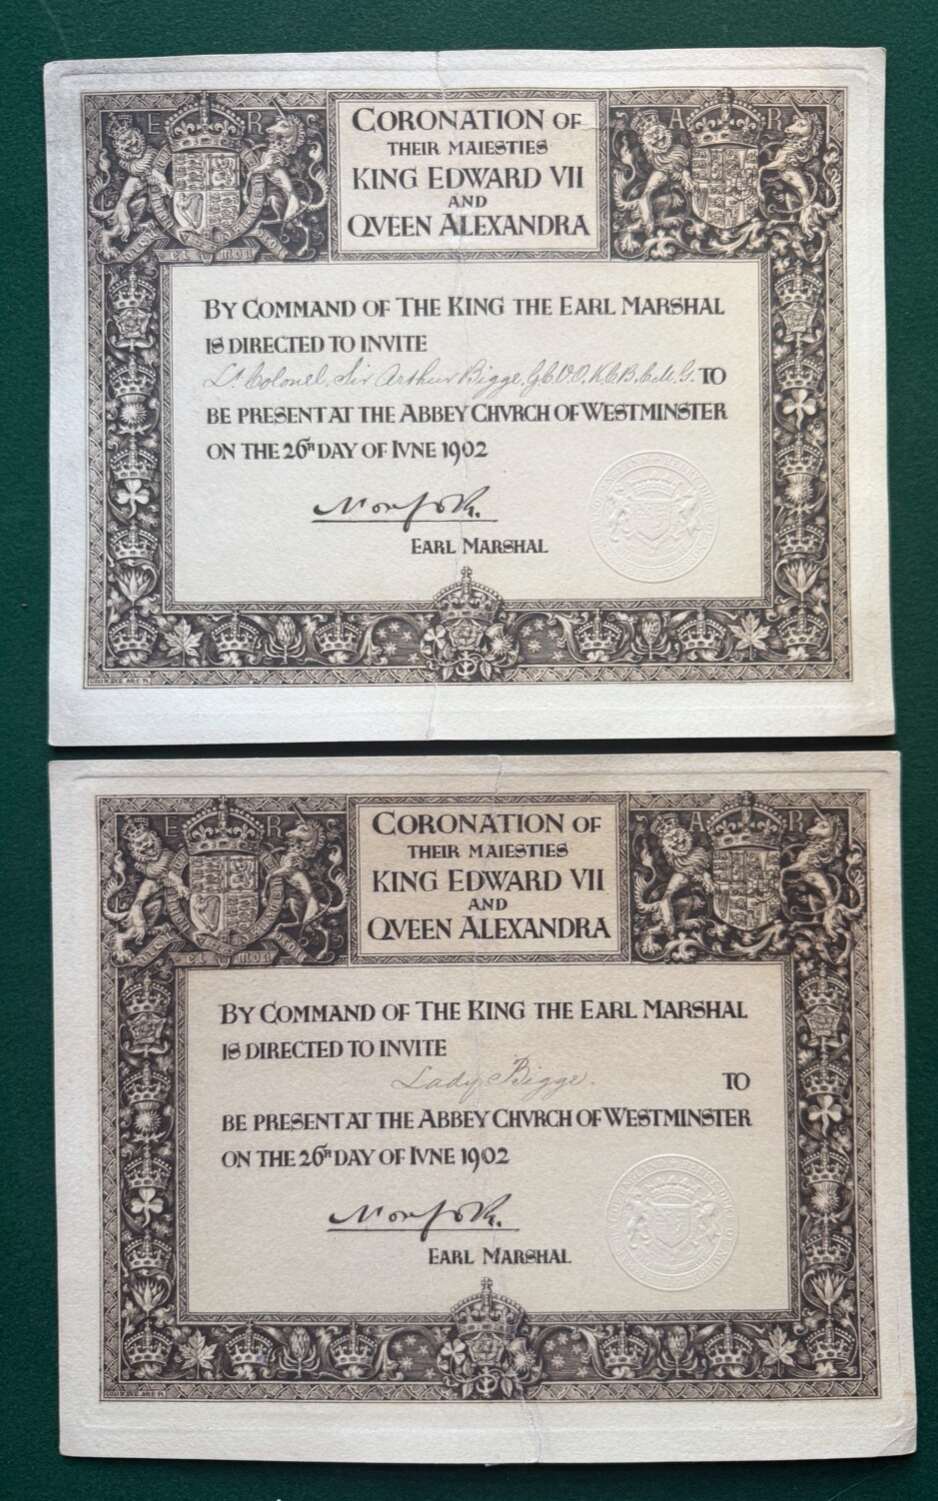 E R
CORONATION OF
THEIR MAIESTIES
KING EDWARD VII
AND
QVEEN ALEXANDRA
A R
et mon
BY COMMAND OF THE KING THE EARL MARSHAL
IS DIRECTED TO INVITE
Lt. Colonel, Sir Arthur Bigge, G.C.V.O, K.C.B, C.M.G. TO
BE PRESENT AT THE ABBEY CHVRCH OF WESTMINSTER
ON THE 26TH DAY OF IVNE 1902
Norfolk.
EARL MARSHAL
E R
CORONATION OF
THEIR MAIESTIES
KING EDWARD VII
AND
QVEEN ALEXANDRA
A R
et mon
BY COMMAND OF THE KING THE EARL MARSHAL
IS DIRECTED TO INVITE
Lady Bigge. TO
BE PRESENT AT THE ABBEY CHVRCH OF WESTMINSTER
ON THE 26TH DAY OF IVNE 1902
Norfolk.
EARL MARSHAL